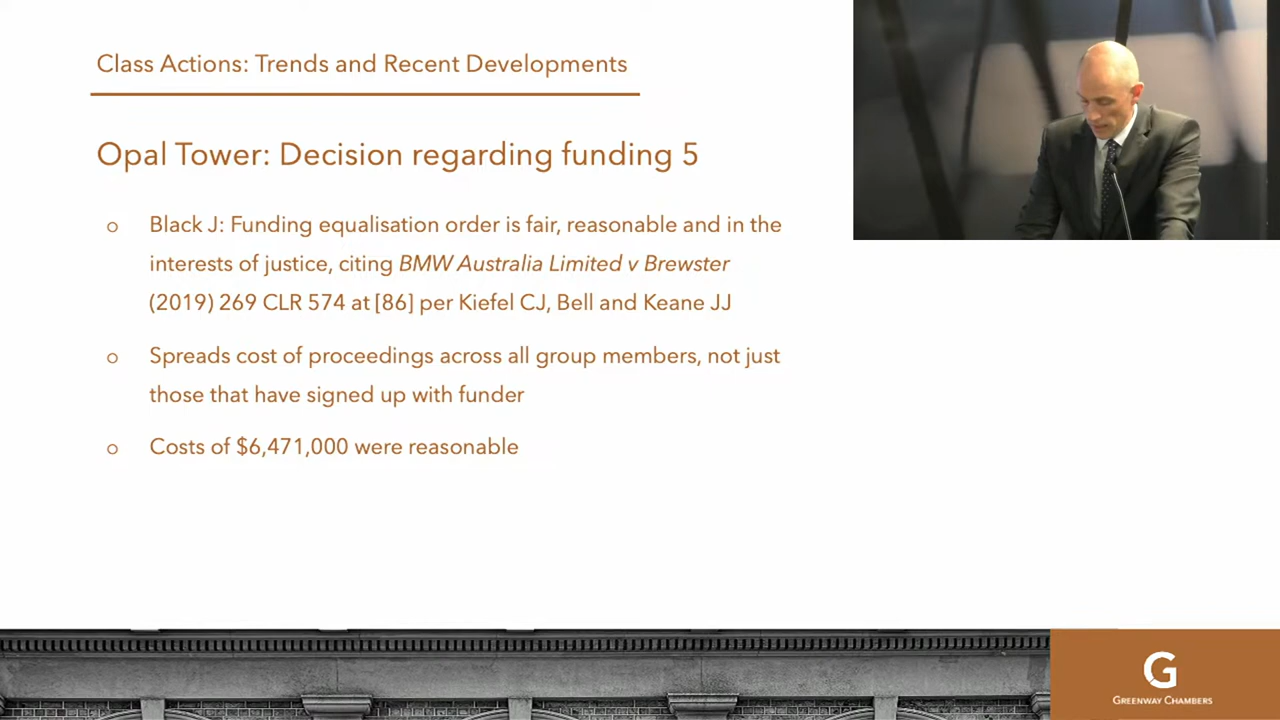 Class Actions: Trends and Recent Developments
Opal Tower: Decision regarding funding 5
o Black J: Funding equalisation order is fair, reasonable and in the
interests of justice, citing BMW Australia Limited v Brewster
(2019) 269 CLR 574 at [86] per Kiefel CJ, Bell and Keane JJ
o Spreads cost of proceedings across all group members, not just
those that have signed up with funder
o Costs of $6,471,000 were reasonable
G
GREENWAY CHAMBERS